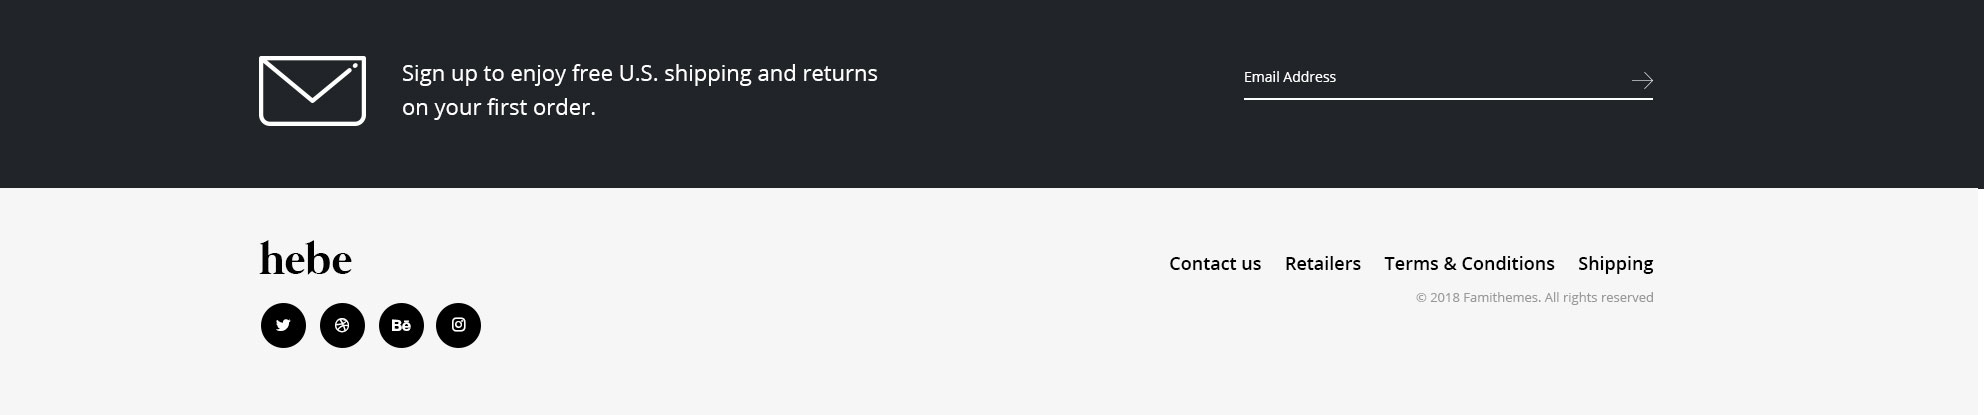 Sign up to enjoy free U.S. shipping and returns
on your first order.
Email Address
hebe
Contact us Retailers Terms & Conditions Shipping
© 2018 Famithemes. All rights reserved
Bē